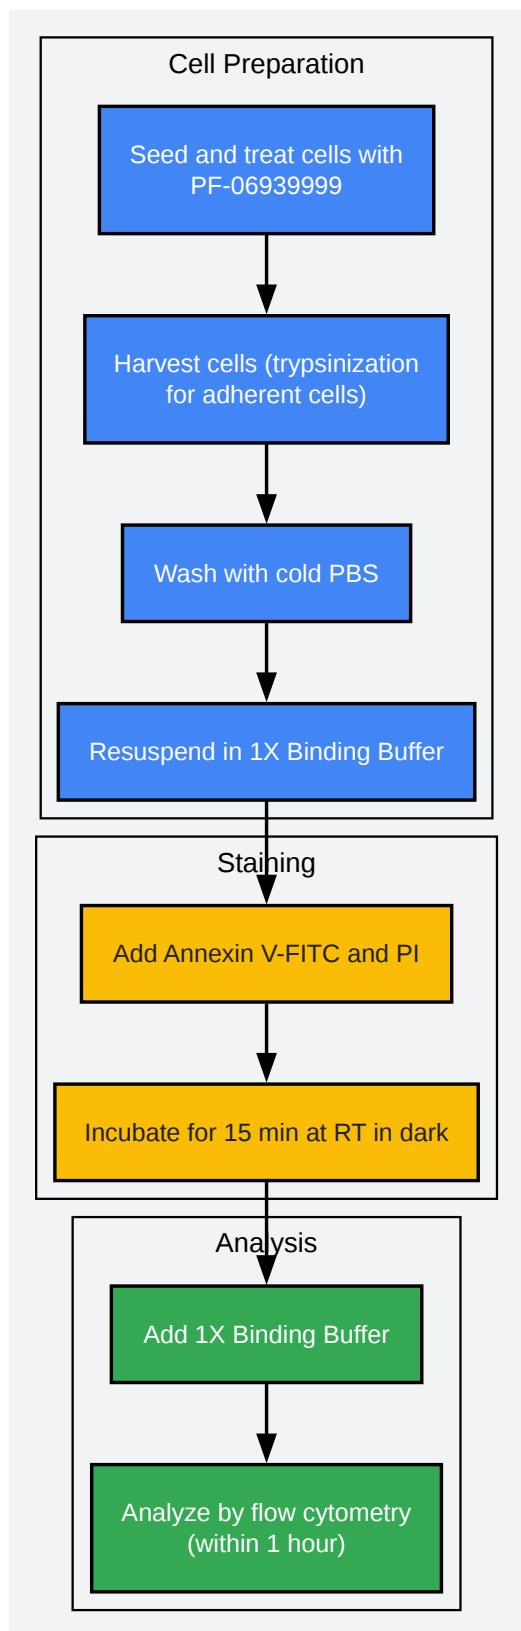 Cell Preparation
Seed and treat cells with
PF-06939999
Harvest cells (trypsinization
for adherent cells)
Wash with cold PBS
Resuspend in 1X Binding Buffer
Staining
Add Annexin V-FITC and PI
Incubate for 15 min at RT in dark
Analysis
Add 1X Binding Buffer
Analyze by flow cytometry
(within 1 hour)